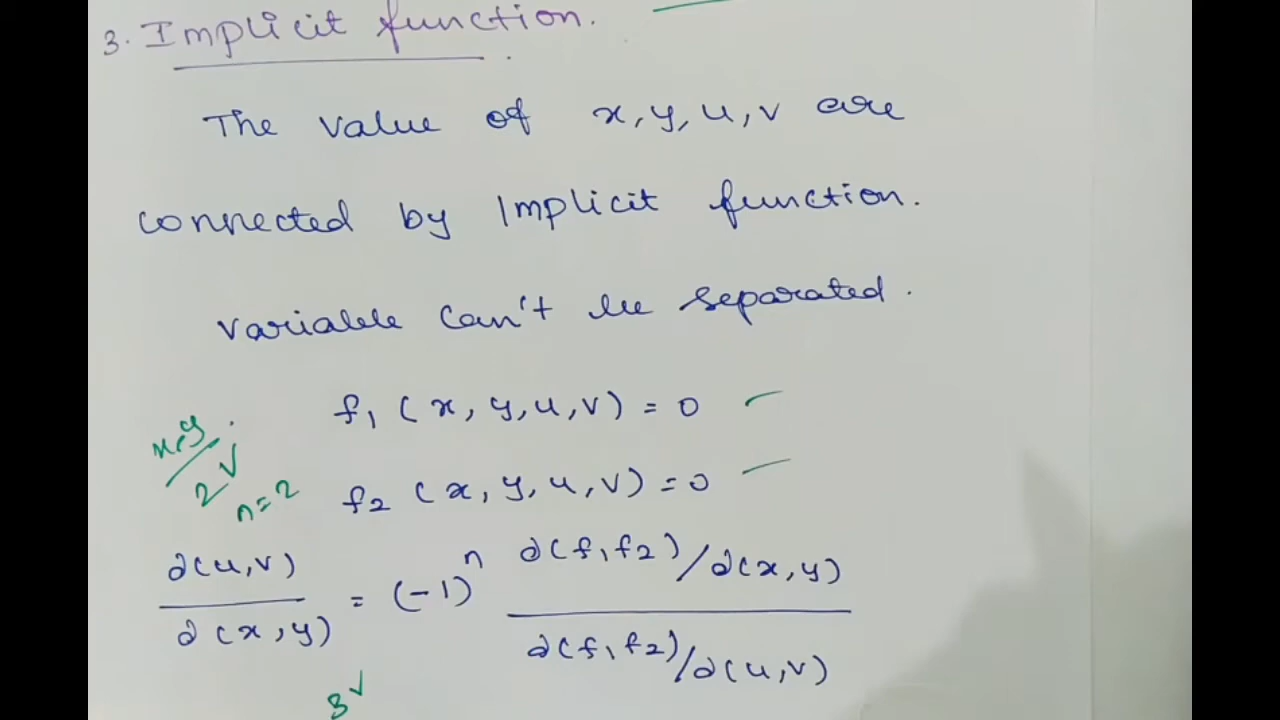 3. Implicit function.
The value of x, y, u, v are
connected by Implicit function.
Variable can't be separated.
f₁ (x, y, u, v) = 0
x, y
2 ✓
n = 2
f₂ (x, y, u, v) = 0
∂(u, v) / ∂(x, y) = (-1)ⁿ ∂(f₁ f₂)/∂(x, y) / ∂(f₁ f₂)/∂(u, v)
3 ✓